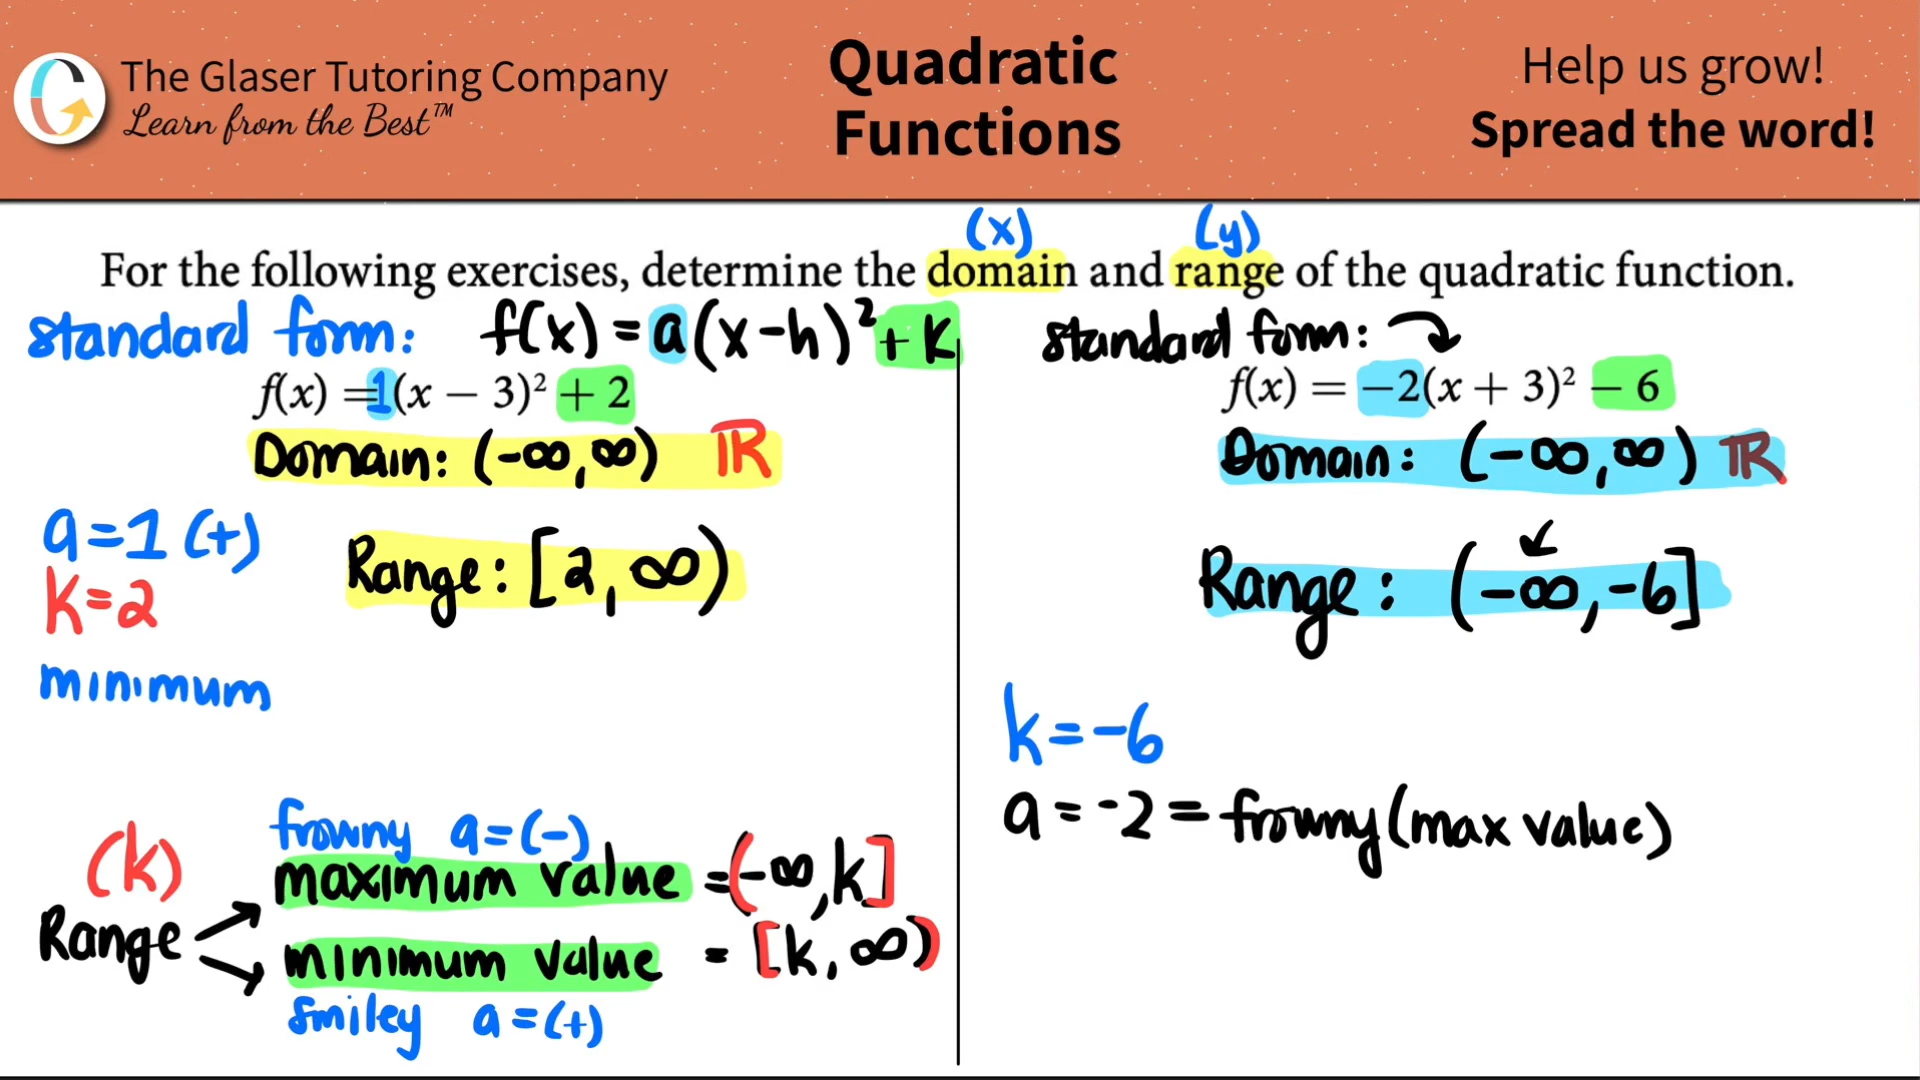 The Glaser Tutoring Company
Learn from the Best™
Quadratic
Functions
Help us grow!
Spread the word!
(x) (y)
For the following exercises, determine the domain and range of the quadratic function.
standard form: f(x) = a(x-h)² + k
f(x) = 1(x − 3)² + 2
Domain: (-∞, ∞) ℝ
a=1 (+)
k=2
Range: [2, ∞)
minimum
(k)
Range
frowny a=(-)
maximum value = (-∞, k]
minimum value = [k, ∞)
smiley a=(+)
standard form:
f(x) = −2(x + 3)² − 6
Domain: (-∞, ∞) ℝ
Range: (-∞, -6]
k=-6
a = -2 = frowny (max value)